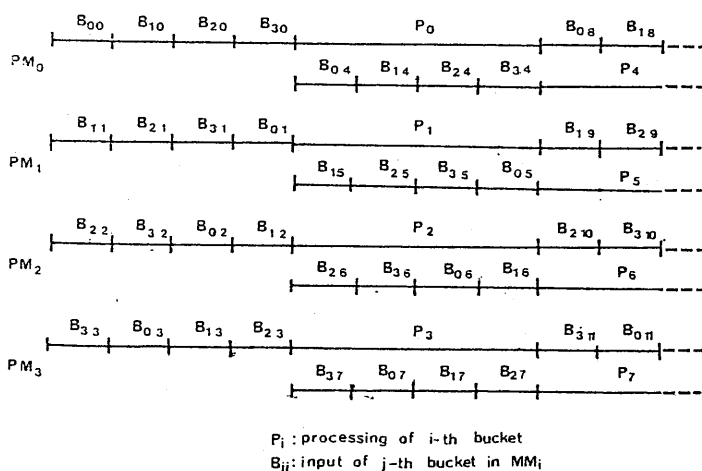 B00 B10 B20 B30 P0 B08 B18
PM0
B04 B14 B24 B34 P4
B11 B21 B31 B01 P1 B19 B29
PM1
B15 B25 B35 B05 P5
B22 B32 B02 B12 P2 B210 B310
PM2
B26 B36 B06 B16 P6
B33 B03 B13 B23 P3 B311 B011
PM3
B37 B07 B17 B27 P7
Pi : processing of i-th bucket
Bij : input of j-th bucket in MMi